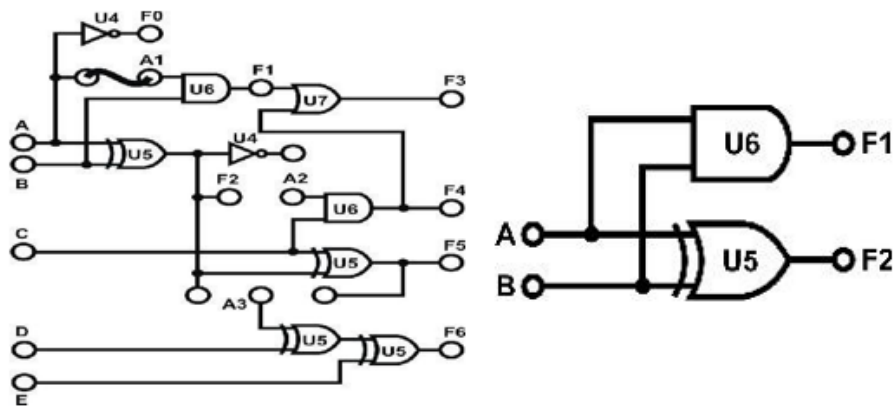 U4 F0
A1 F1
U6 U7 F3
A
U5 U4
B
F2 A2 F4
U6
C F5
U5
A3
D U5
U5 F6
E
U6 F1
A
U5 F2
B